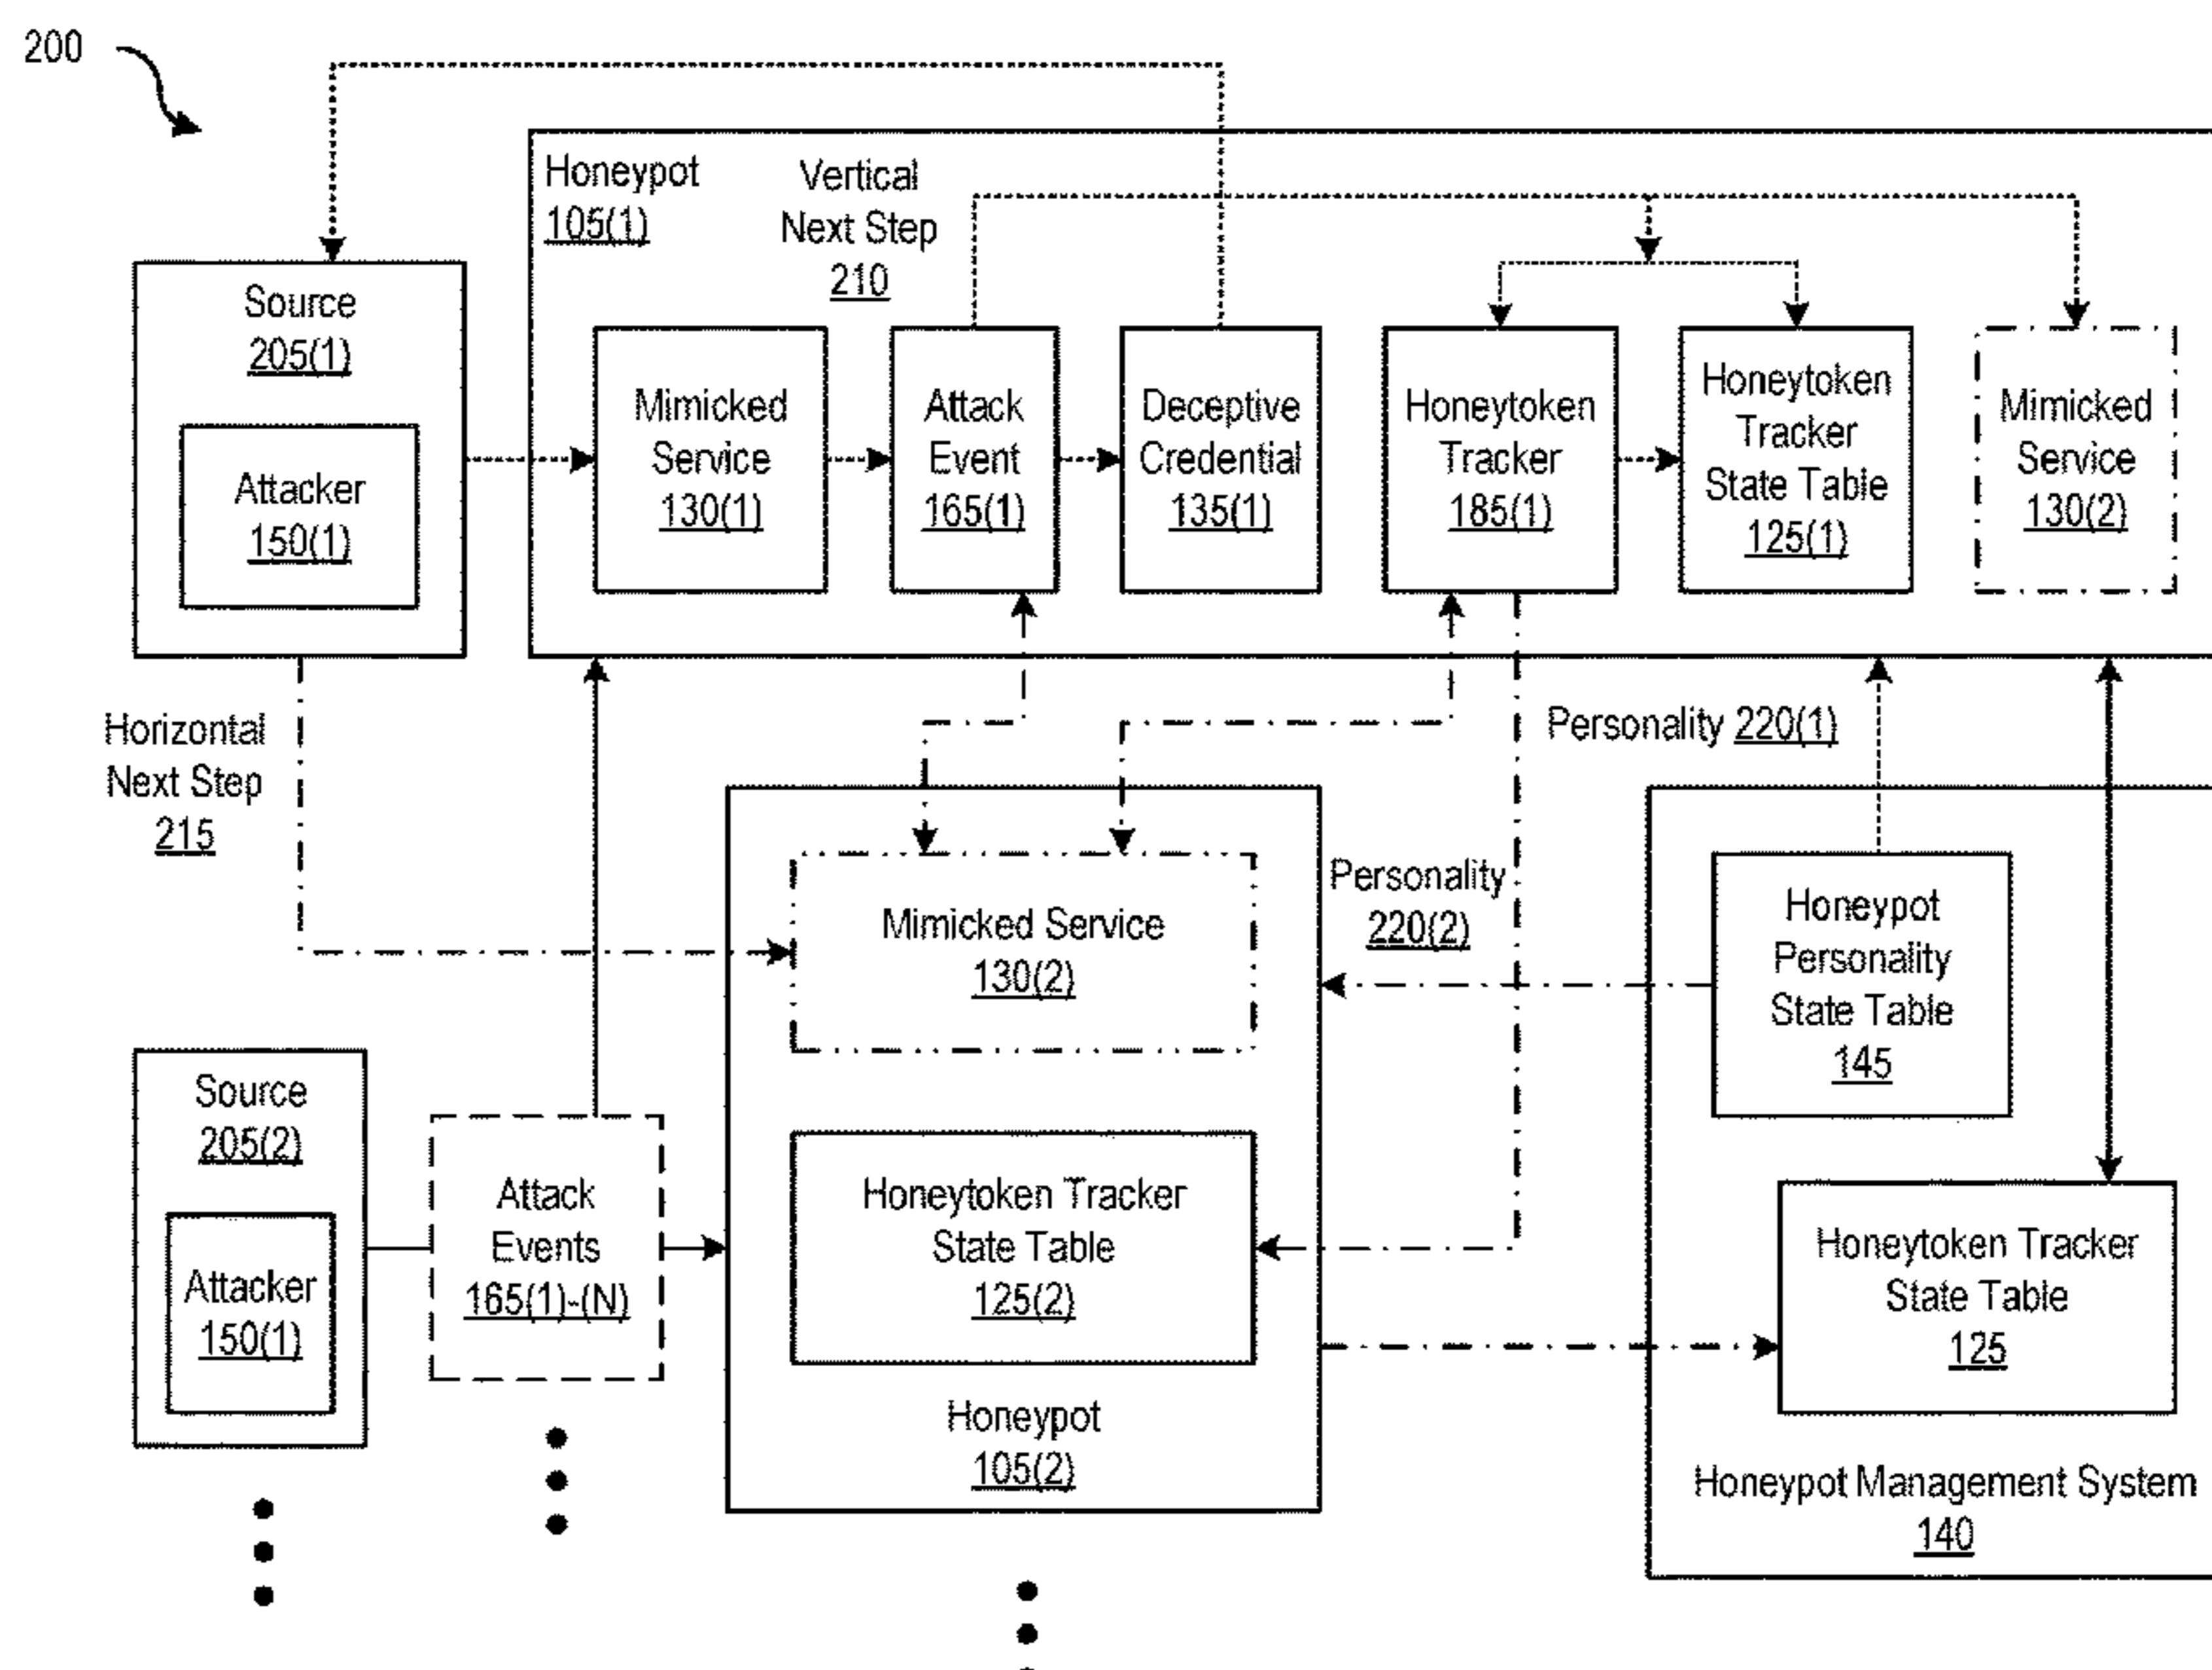 200
Honeypot
105(1)
Vertical
Next Step
210
Source
205(1)
Attacker
150(1)
Mimicked
Service
130(1)
Attack
Event
165(1)
Deceptive
Credential
135(1)
Honeytoken
Tracker
185(1)
Honeytoken
Tracker
State Table
125(1)
Mimicked
Service
130(2)
Horizontal
Next Step
215
Personality 220(1)
Mimicked Service
130(2)
Personality
220(2)
Honeypot
Personality
State Table
145
Source
205(2)
Attacker
150(1)
Attack
Events
165(1)-(N)
Honeytoken Tracker
State Table
125(2)
Honeypot
105(2)
Honeytoken Tracker
State Table
125
Honeypot Management System
140